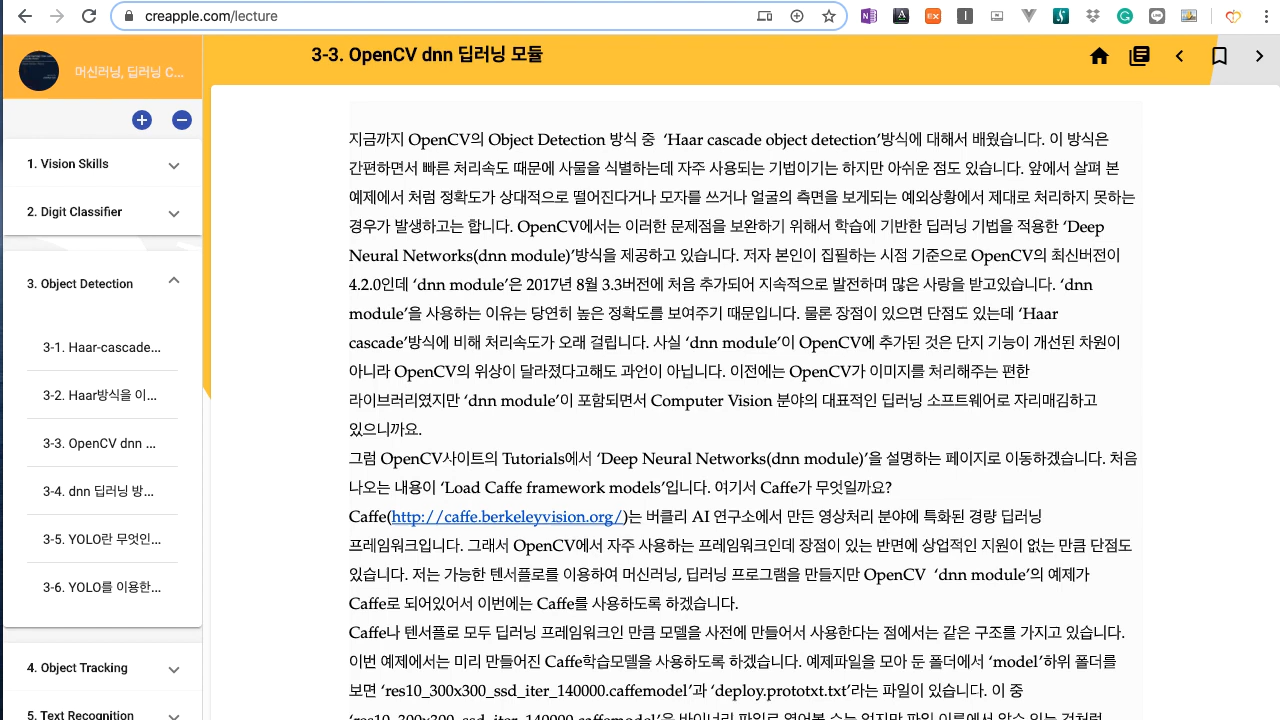 creapple.com/lecture
머신러닝, 딥러닝 C...
3-3. OpenCV dnn 딥러닝 모듈
1. Vision Skills
2. Digit Classifier
3. Object Detection
3-1. Haar-cascade...
3-2. Haar방식을 이...
3-3. OpenCV dnn ...
3-4. dnn 딥러닝 방...
3-5. YOLO란 무엇인...
3-6. YOLO를 이용한...
4. Object Tracking
5. Text Recognition
지금까지 OpenCV의 Object Detection 방식 중 ‘Haar cascade object detection’방식에 대해서 배웠습니다. 이 방식은
간편하면서 빠른 처리속도 때문에 사물을 식별하는데 자주 사용되는 기법이기는 하지만 아쉬운 점도 있습니다. 앞에서 살펴 본
예제에서 처럼 정확도가 상대적으로 떨어진다거나 모자를 쓰거나 얼굴의 측면을 보게되는 예외상황에서 제대로 처리하지 못하는
경우가 발생하고는 합니다. OpenCV에서는 이러한 문제점을 보완하기 위해서 학습에 기반한 딥러닝 기법을 적용한 ‘Deep
Neural Networks(dnn module)’방식을 제공하고 있습니다. 저자 본인이 집필하는 시점 기준으로 OpenCV의 최신버전이
4.2.0인데 ‘dnn module’은 2017년 8월 3.3버전에 처음 추가되어 지속적으로 발전하며 많은 사랑을 받고있습니다. ‘dnn
module’을 사용하는 이유는 당연히 높은 정확도를 보여주기 때문입니다. 물론 장점이 있으면 단점도 있는데 ‘Haar
cascade’방식에 비해 처리속도가 오래 걸립니다. 사실 ‘dnn module’이 OpenCV에 추가된 것은 단지 기능이 개선된 차원이
아니라 OpenCV의 위상이 달라졌다고해도 과언이 아닙니다. 이전에는 OpenCV가 이미지를 처리해주는 편한
라이브러리였지만 ‘dnn module’이 포함되면서 Computer Vision 분야의 대표적인 딥러닝 소프트웨어로 자리매김하고
있으니까요.
그럼 OpenCV사이트의 Tutorials에서 ‘Deep Neural Networks(dnn module)’을 설명하는 페이지로 이동하겠습니다. 처음
나오는 내용이 ‘Load Caffe framework models’입니다. 여기서 Caffe가 무엇일까요?
Caffe(http://caffe.berkeleyvision.org/)는 버클리 AI 연구소에서 만든 영상처리 분야에 특화된 경량 딥러닝
프레임워크입니다. 그래서 OpenCV에서 자주 사용하는 프레임워크인데 장점이 있는 반면에 상업적인 지원이 없는 만큼 단점도
있습니다. 저는 가능한 텐서플로를 이용하여 머신러닝, 딥러닝 프로그램을 만들지만 OpenCV ‘dnn module’의 예제가
Caffe로 되어있어서 이번에는 Caffe를 사용하도록 하겠습니다.
Caffe나 텐서플로 모두 딥러닝 프레임워크인 만큼 모델을 사전에 만들어서 사용한다는 점에서는 같은 구조를 가지고 있습니다.
이번 예제에서는 미리 만들어진 Caffe학습모델을 사용하도록 하겠습니다. 예제파일을 모아 둔 폴더에서 ‘model’하위 폴더를
보면 ‘res10_300x300_ssd_iter_140000.caffemodel’과 ‘deploy.prototxt.txt’라는 파일이 있습니다. 이 중
‘res10_300x300_ssd_iter_140000.caffemodel’을 바이너리 파일로 열어볼 수는 없지만 파일 이름에서 알수 있는 것처럼